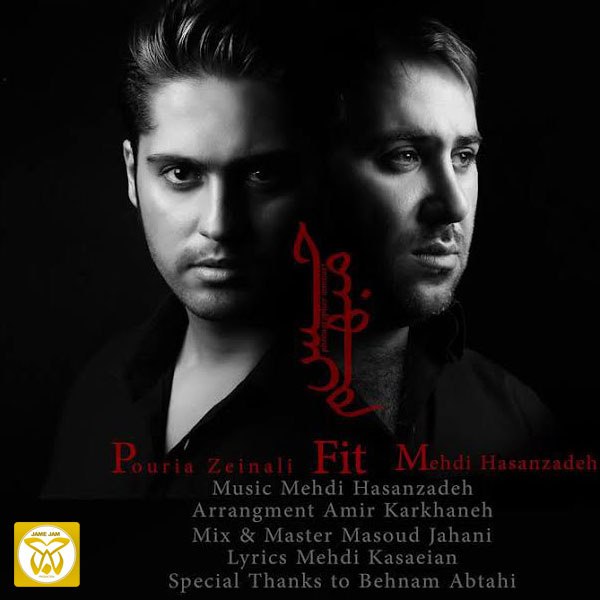 Pouria Zeinali Fit Mehdi Hasanzadeh
Music Mehdi Hasanzadeh
Arrangment Amir Karkhaneh
Mix & Master Masoud Jahani
Lyrics Mehdi Kasaeian
Special Thanks to Behnam Abtahi
JAME JAM